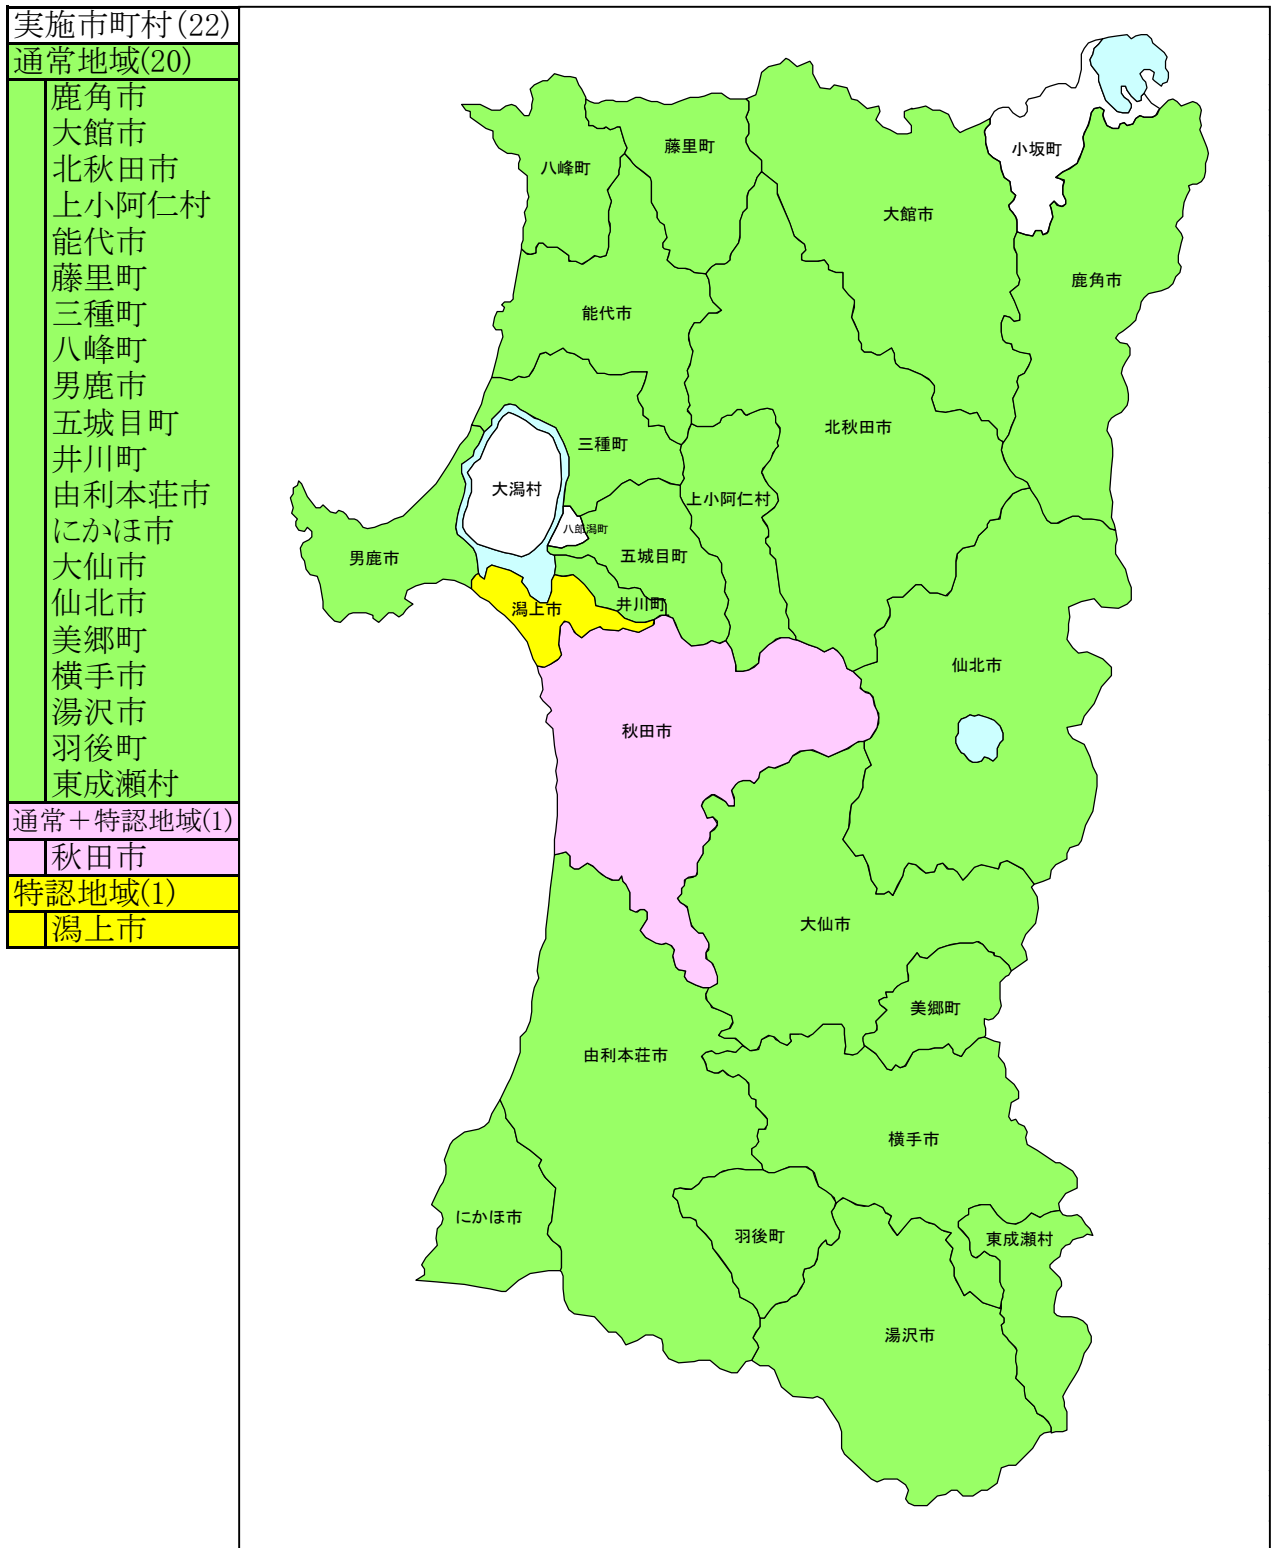 実施市町村(22)
通常地域(20)
鹿角市
大館市
北秋田市
上小阿仁村
能代市
藤里町
三種町
八峰町
男鹿市
五城目町
井川町
由利本荘市
にかほ市
大仙市
仙北市
美郷町
横手市
湯沢市
羽後町
東成瀬村
通常＋特認地域(1)
秋田市
特認地域(1)
潟上市
小坂町
藤里町
八峰町
大館市
鹿角市
能代市
北秋田市
三種町
大潟村
上小阿仁村
八郎潟町
五城目町
男鹿市
井川町
潟上市
仙北市
秋田市
大仙市
美郷町
由利本荘市
横手市
にかほ市
羽後町
東成瀬村
湯沢市